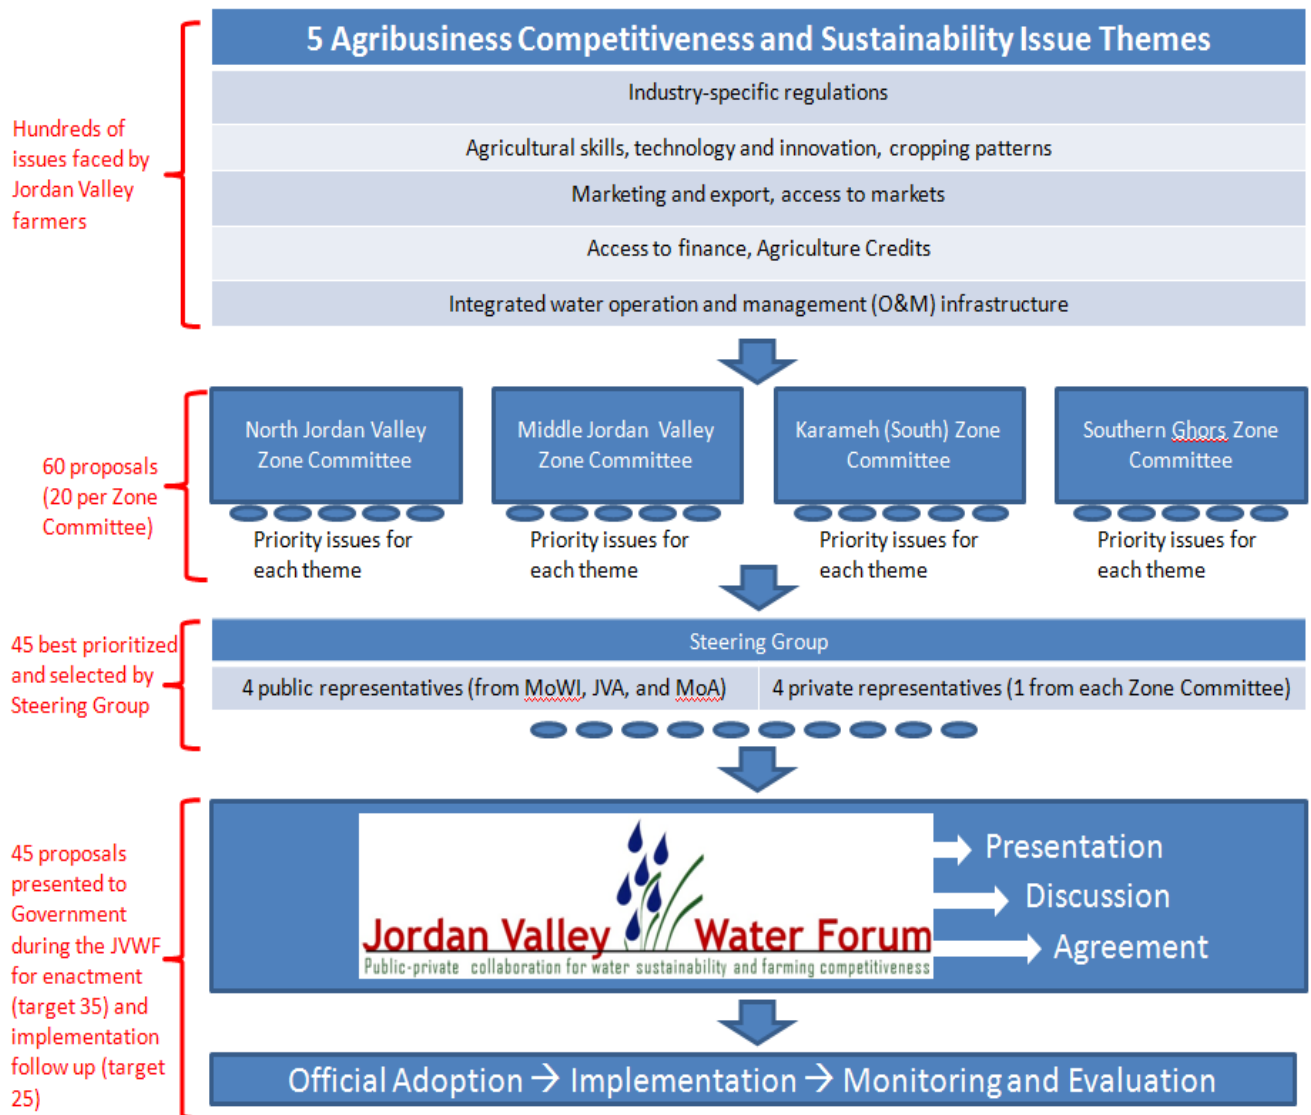 5 Agribusiness Competitiveness and Sustainability Issue Themes
Industry-specific regulations
Agricultural skills, technology and innovation, cropping patterns
Marketing and export, access to markets
Access to finance, Agriculture Credits
Integrated water operation and management (O&M) infrastructure
Hundreds of
issues faced by
Jordan Valley
farmers
North Jordan Valley
Zone Committee
Middle Jordan Valley
Zone Committee
Karameh (South) Zone
Committee
Southern Ghors Zone
Committee
60 proposals
(20 per Zone
Committee)
Priority issues for
each theme
Priority issues for
each theme
Priority issues for
each theme
Priority issues for
each theme
45 best prioritized
and selected by
Steering Group
Steering Group
4 public representatives (from MoWI, JVA, and MoA)
4 private representatives (1 from each Zone Committee)
45 proposals
presented to
Government
during the JVWF
for enactment
(target 35) and
implementation
follow up (target
25)
Jordan Valley Water Forum
Public-private collaboration for water sustainability and farming competitiveness
Presentation
Discussion
Agreement
Official Adoption → Implementation → Monitoring and Evaluation